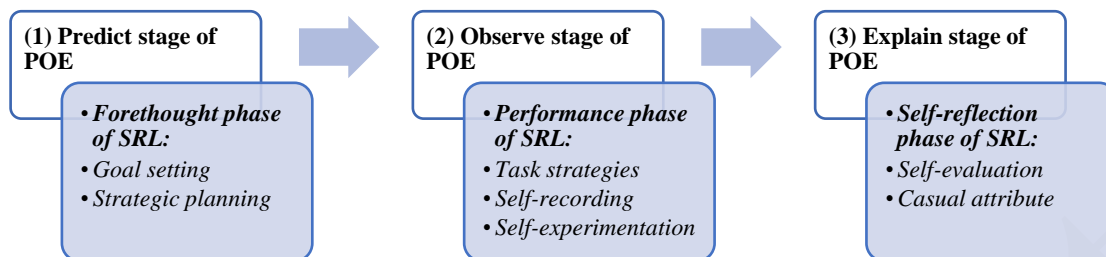 (1) Predict stage of
POE
• Forethought phase
of SRL:
• Goal setting
• Strategic planning
(2) Observe stage of
POE
• Performance phase
of SRL:
• Task strategies
• Self-recording
• Self-experimentation
(3) Explain stage of
POE
• Self-reflection
phase of SRL:
• Self-evaluation
• Casual attribute